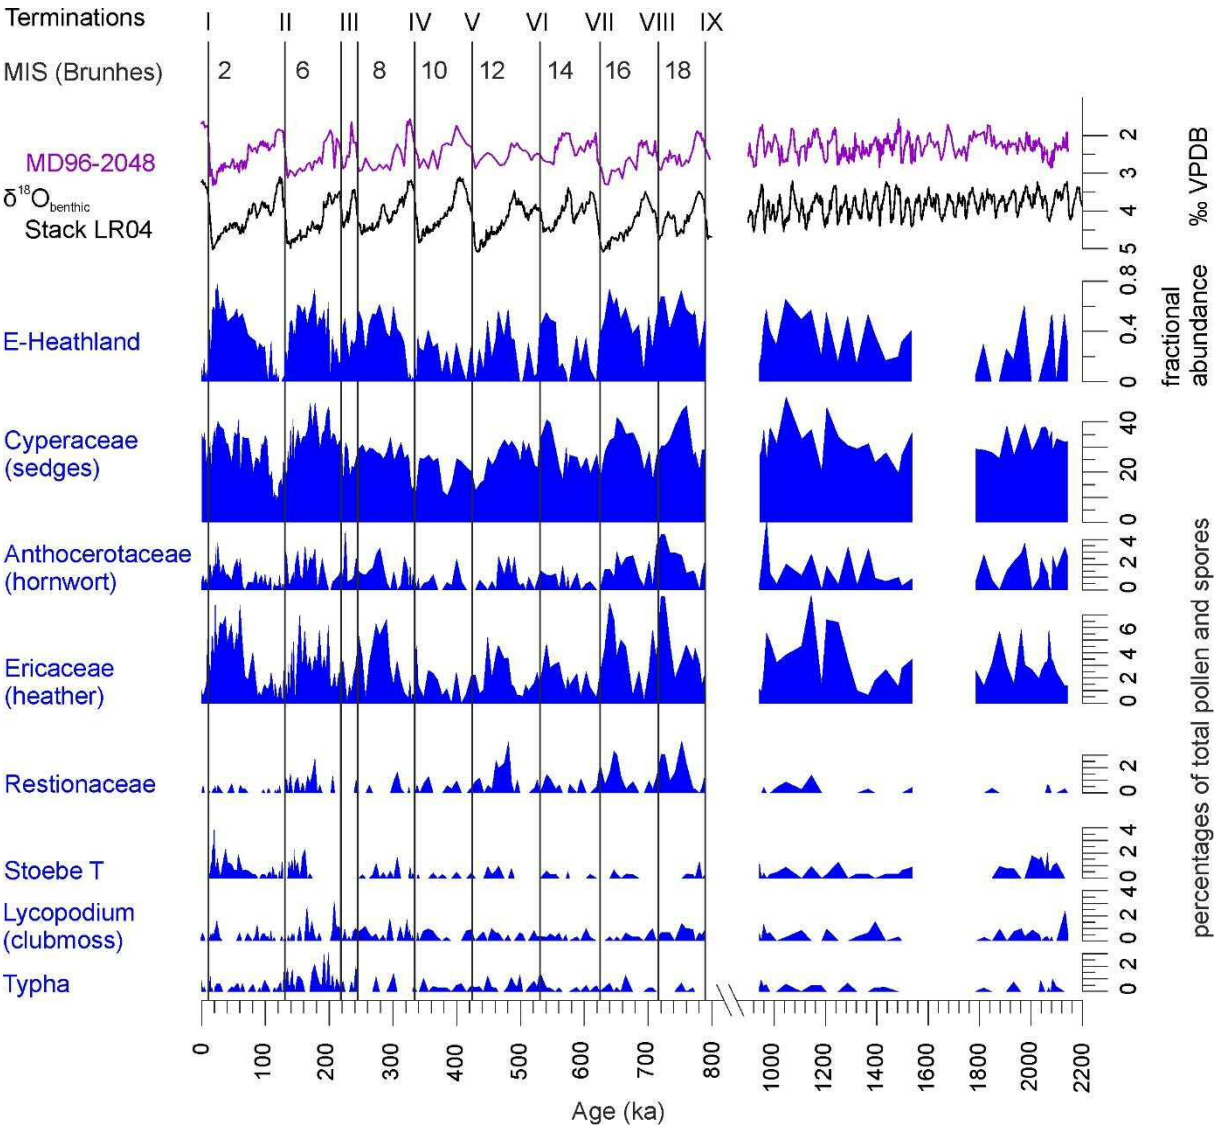 Terminations I II III IV V VI VII VIII IX
MIS (Brunhes) 2 6 8 10 12 14 16 18
MD96-2048
δ¹⁸O benthic
Stack LR04
2
3
4
5
‰ VPDB
E-Heathland
0.8
0.4
0
fractional
abundance
Cyperaceae
(sedges)
40
20
0
Anthocerotaceae
(hornwort)
4
2
0
Ericaceae
(heather)
6
4
2
0
Restionaceae
2
0
Stoebe T
4
2
0
Lycopodium
(clubmoss)
4
2
0
Typha
2
0
percentages of total pollen and spores
0 100 200 300 400 500 600 700 800 1000 1200 1400 1600 1800 2000 2200
Age (ka)